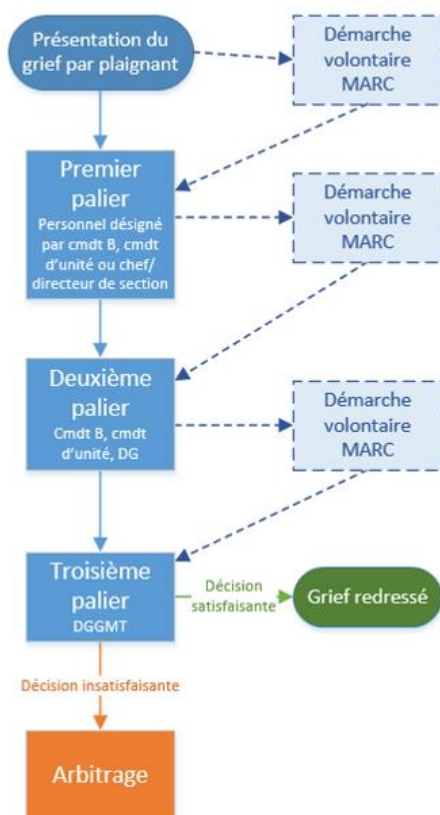 Présentation du
grief par plaignant
Démarche
volontaire
MARC
Premier
palier
Personnel désigné
par cmdt B, cmdt
d'unité ou chef/
directeur de section
Démarche
volontaire
MARC
Deuxième
palier
Cmdt B, cmdt
d'unité, DG
Démarche
volontaire
MARC
Troisième
palier
DGGMT
Décision
satisfaisante
Grief redressé
Décision insatisfaisante
Arbitrage